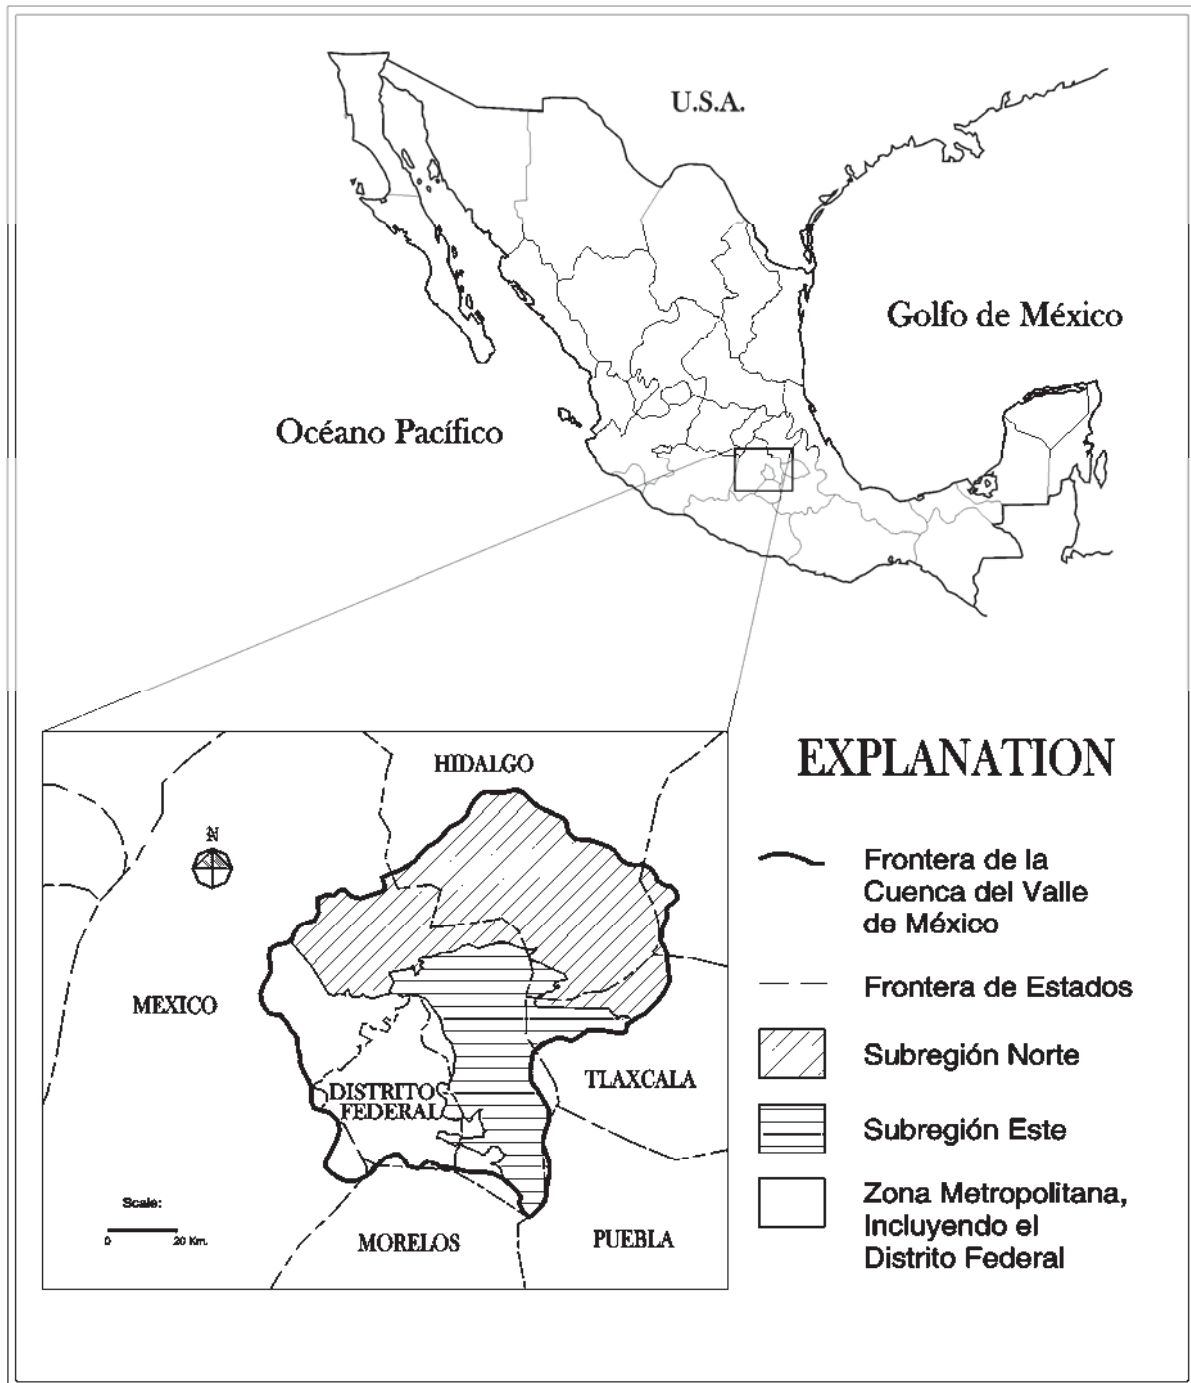 U.S.A.
Golfo de México
Océano Pacífico
EXPLANATION
HIDALGO
N
Frontera de la
Cuenca del Valle
de México
MEXICO
Frontera de Estados
Subregión Norte
TLAXCALA
DISTRITO
FEDERAL
Subregión Este
Scale:
0 20 Km.
MORELOS
PUEBLA
Zona Metropolitana,
Incluyendo el
Distrito Federal